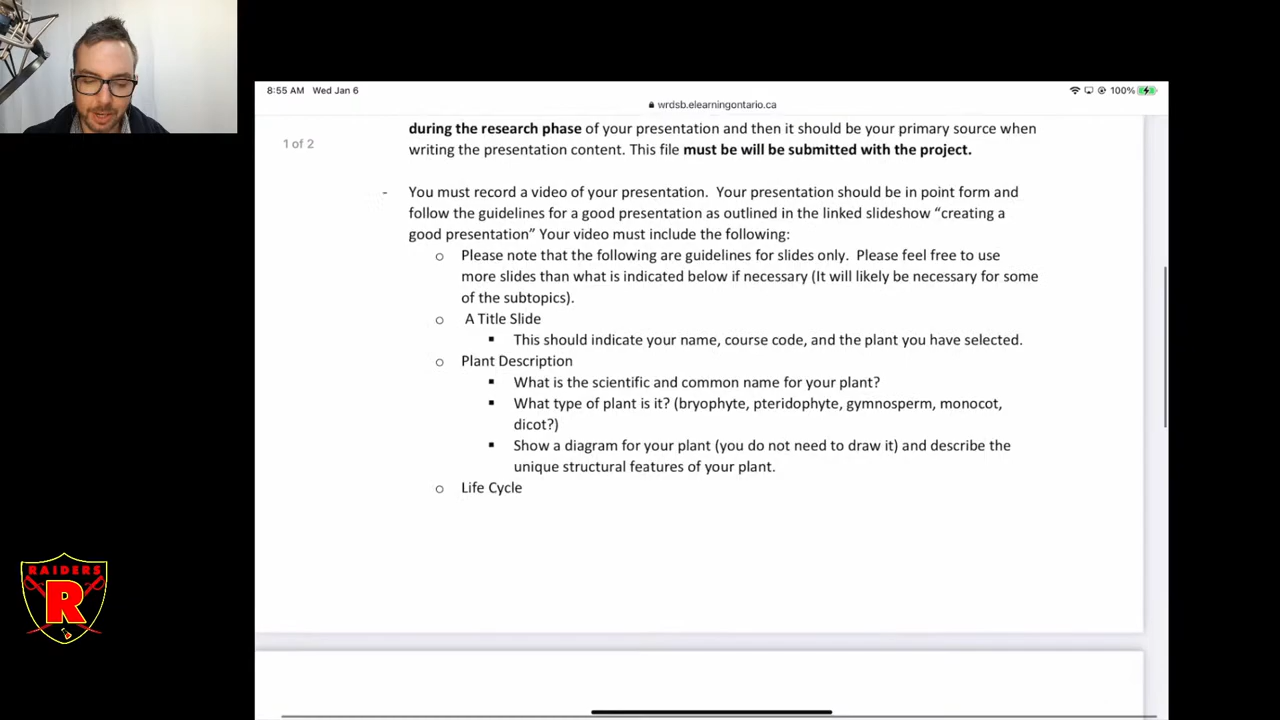 8:55 AM Wed Jan 6
100%
wrdsb.elearningontario.ca
1 of 2
during the research phase of your presentation and then it should be your primary source when
writing the presentation content. This file must be will be submitted with the project.
- You must record a video of your presentation. Your presentation should be in point form and
follow the guidelines for a good presentation as outlined in the linked slideshow “creating a
good presentation” Your video must include the following:
o Please note that the following are guidelines for slides only. Please feel free to use
more slides than what is indicated below if necessary (It will likely be necessary for some
of the subtopics).
o A Title Slide
▪ This should indicate your name, course code, and the plant you have selected.
o Plant Description
▪ What is the scientific and common name for your plant?
▪ What type of plant is it? (bryophyte, pteridophyte, gymnosperm, monocot,
dicot?)
▪ Show a diagram for your plant (you do not need to draw it) and describe the
unique structural features of your plant.
o Life Cycle
RAIDERS
R